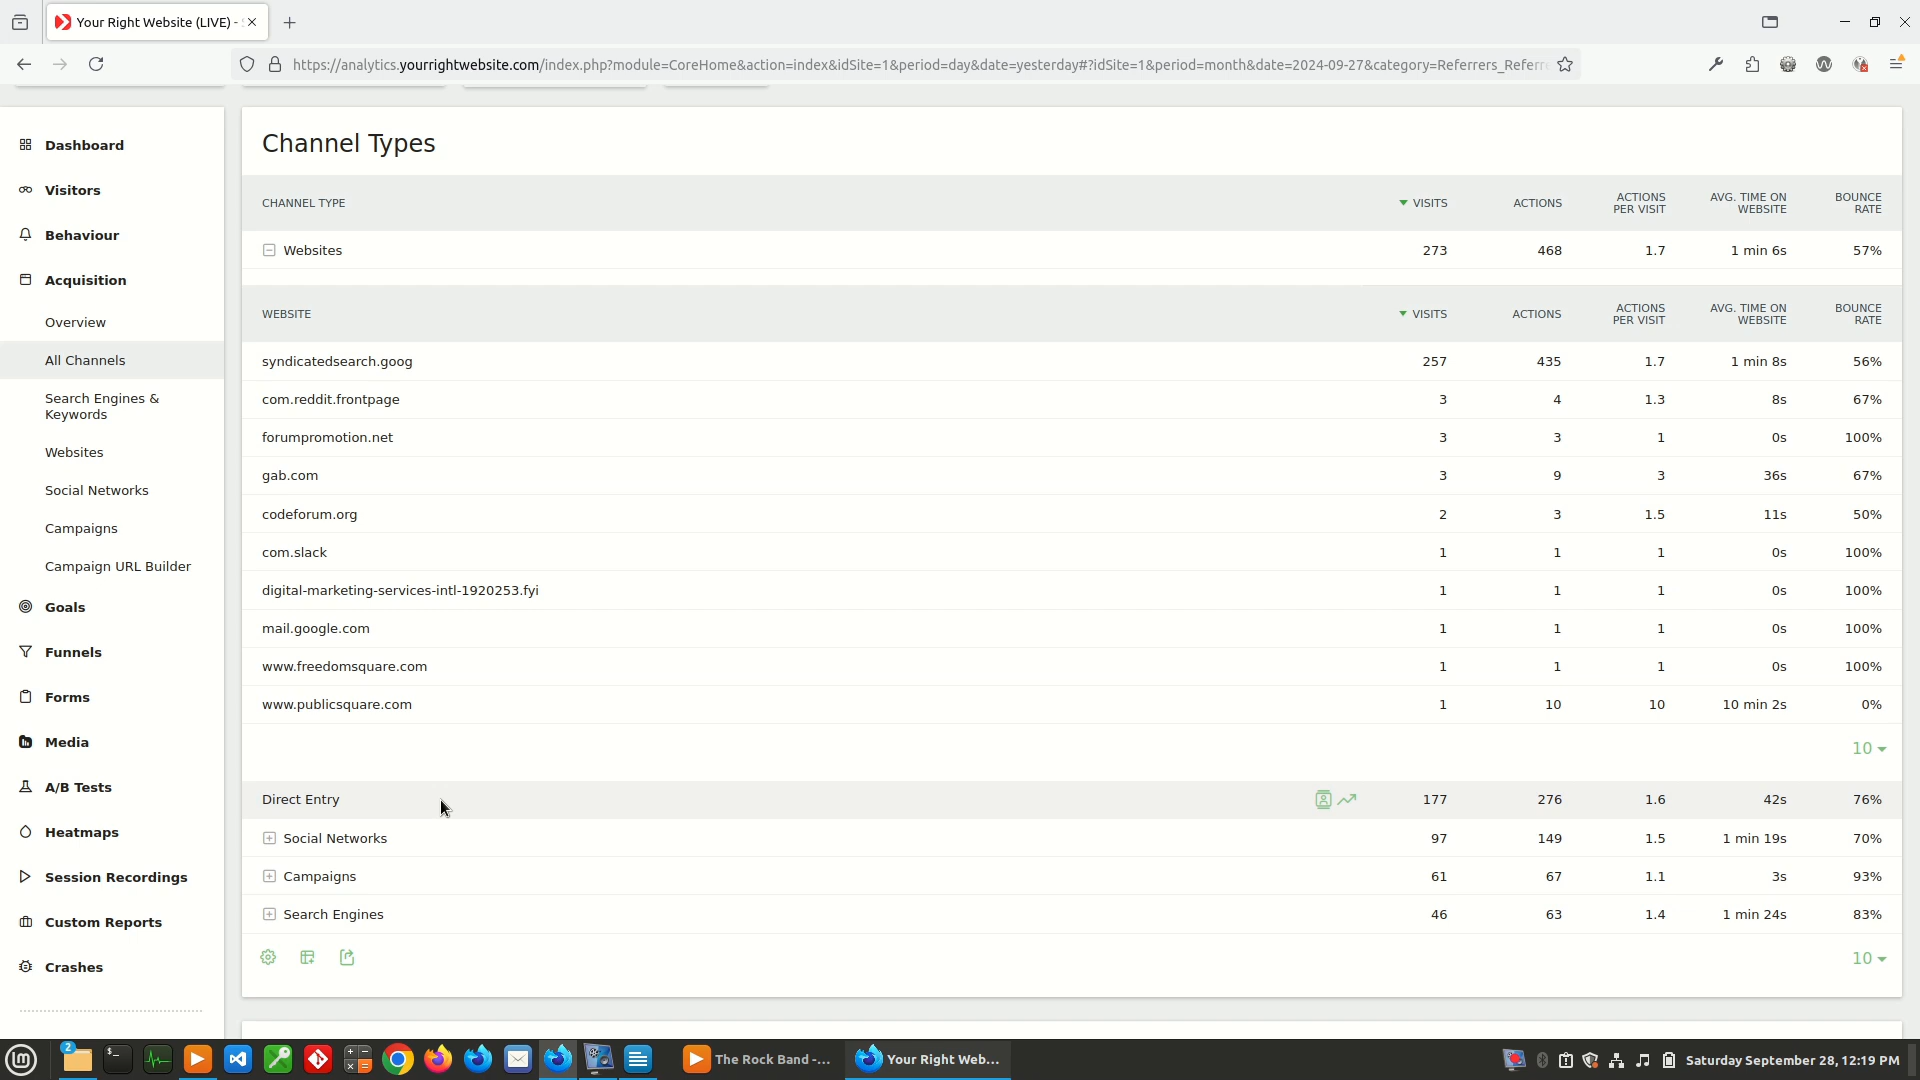 Your Right Website (LIVE) -
https://analytics.yourrightwebsite.com/index.php?module=CoreHome&action=index&idSite=1&period=day&date=yesterday#?idSite=1&period=month&date=2024-09-27&category=Referrers_Referr
Dashboard
Visitors
Behaviour
Acquisition
Overview
All Channels
Search Engines &
Keywords
Websites
Social Networks
Campaigns
Campaign URL Builder
Goals
Funnels
Forms
Media
A/B Tests
Heatmaps
Session Recordings
Custom Reports
Crashes
Channel Types
CHANNEL TYPE VISITS ACTIONS ACTIONS PER VISIT AVG. TIME ON WEBSITE BOUNCE RATE
Websites 273 468 1.7 1 min 6s 57%
WEBSITE VISITS ACTIONS ACTIONS PER VISIT AVG. TIME ON WEBSITE BOUNCE RATE
syndicatedsearch.goog 257 435 1.7 1 min 8s 56%
com.reddit.frontpage 3 4 1.3 8s 67%
forumpromotion.net 3 3 1 0s 100%
gab.com 3 9 3 36s 67%
codeforum.org 2 3 1.5 11s 50%
com.slack 1 1 1 0s 100%
digital-marketing-services-intl-1920253.fyi 1 1 1 0s 100%
mail.google.com 1 1 1 0s 100%
www.freedomsquare.com 1 1 1 0s 100%
www.publicsquare.com 1 10 10 10 min 2s 0%
10
Direct Entry 177 276 1.6 42s 76%
Social Networks 97 149 1.5 1 min 19s 70%
Campaigns 61 67 1.1 3s 93%
Search Engines 46 63 1.4 1 min 24s 83%
10
2
The Rock Band -...
Your Right Web...
Saturday September 28, 12:19 PM